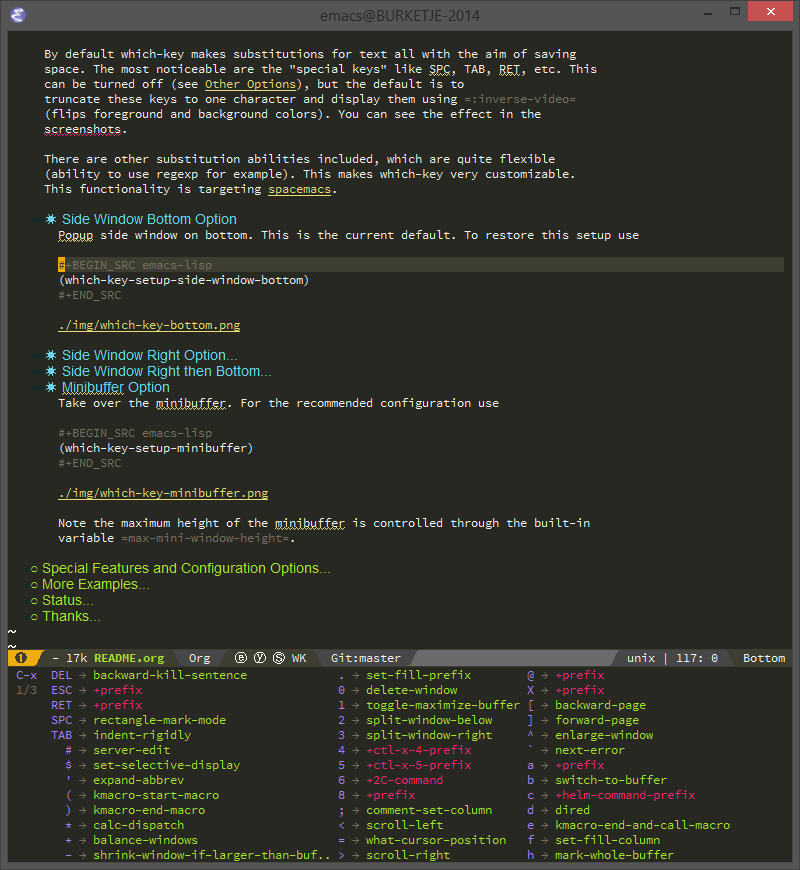 emacs@BURKETJE-2014
By default which-key makes substitutions for text all with the aim of saving
space. The most noticeable are the "special keys" like SPC, TAB, RET, etc. This
can be turned off (see Other Options), but the default is to
truncate these keys to one character and display them using =:inverse-video=
(flips foreground and background colors). You can see the effect in the
screenshots.
There are other substitution abilities included, which are quite flexible
(ability to use regexp for example). This makes which-key very customizable.
This functionality is targeting spacemacs.
✷ Side Window Bottom Option
Popup side window on bottom. This is the current default. To restore this setup use
#+BEGIN_SRC emacs-lisp
(which-key-setup-side-window-bottom)
#+END_SRC
./img/which-key-bottom.png
✷ Side Window Right Option...
✷ Side Window Right then Bottom...
✷ Minibuffer Option
Take over the minibuffer. For the recommended configuration use
#+BEGIN_SRC emacs-lisp
(which-key-setup-minibuffer)
#+END_SRC
./img/which-key-minibuffer.png
Note the maximum height of the minibuffer is controlled through the built-in
variable =max-mini-window-height=.
○ Special Features and Configuration Options...
○ More Examples...
○ Status...
○ Thanks...
~
~
❶ - 17k README.org Org Ⓑ Ⓨ Ⓢ WK Git:master unix | 117: 0 Bottom
C-x DEL → backward-kill-sentence . → set-fill-prefix @ → +prefix
1/3 ESC → +prefix 0 → delete-window X → +prefix
RET → +prefix 1 → toggle-maximize-buffer [ → backward-page
SPC → rectangle-mark-mode 2 → split-window-below ] → forward-page
TAB → indent-rigidly 3 → split-window-right ^ → enlarge-window
# → server-edit 4 → +ctl-x-4-prefix ` → next-error
$ → set-selective-display 5 → +ctl-x-5-prefix a → +prefix
' → expand-abbrev 6 → +2C-command b → switch-to-buffer
( → kmacro-start-macro 8 → +prefix c → +helm-command-prefix
) → kmacro-end-macro ; → comment-set-column d → dired
* → calc-dispatch < → scroll-left e → kmacro-end-and-call-macro
+ → balance-windows = → what-cursor-position f → set-fill-column
- → shrink-window-if-larger-than-buf.. > → scroll-right h → mark-whole-buffer